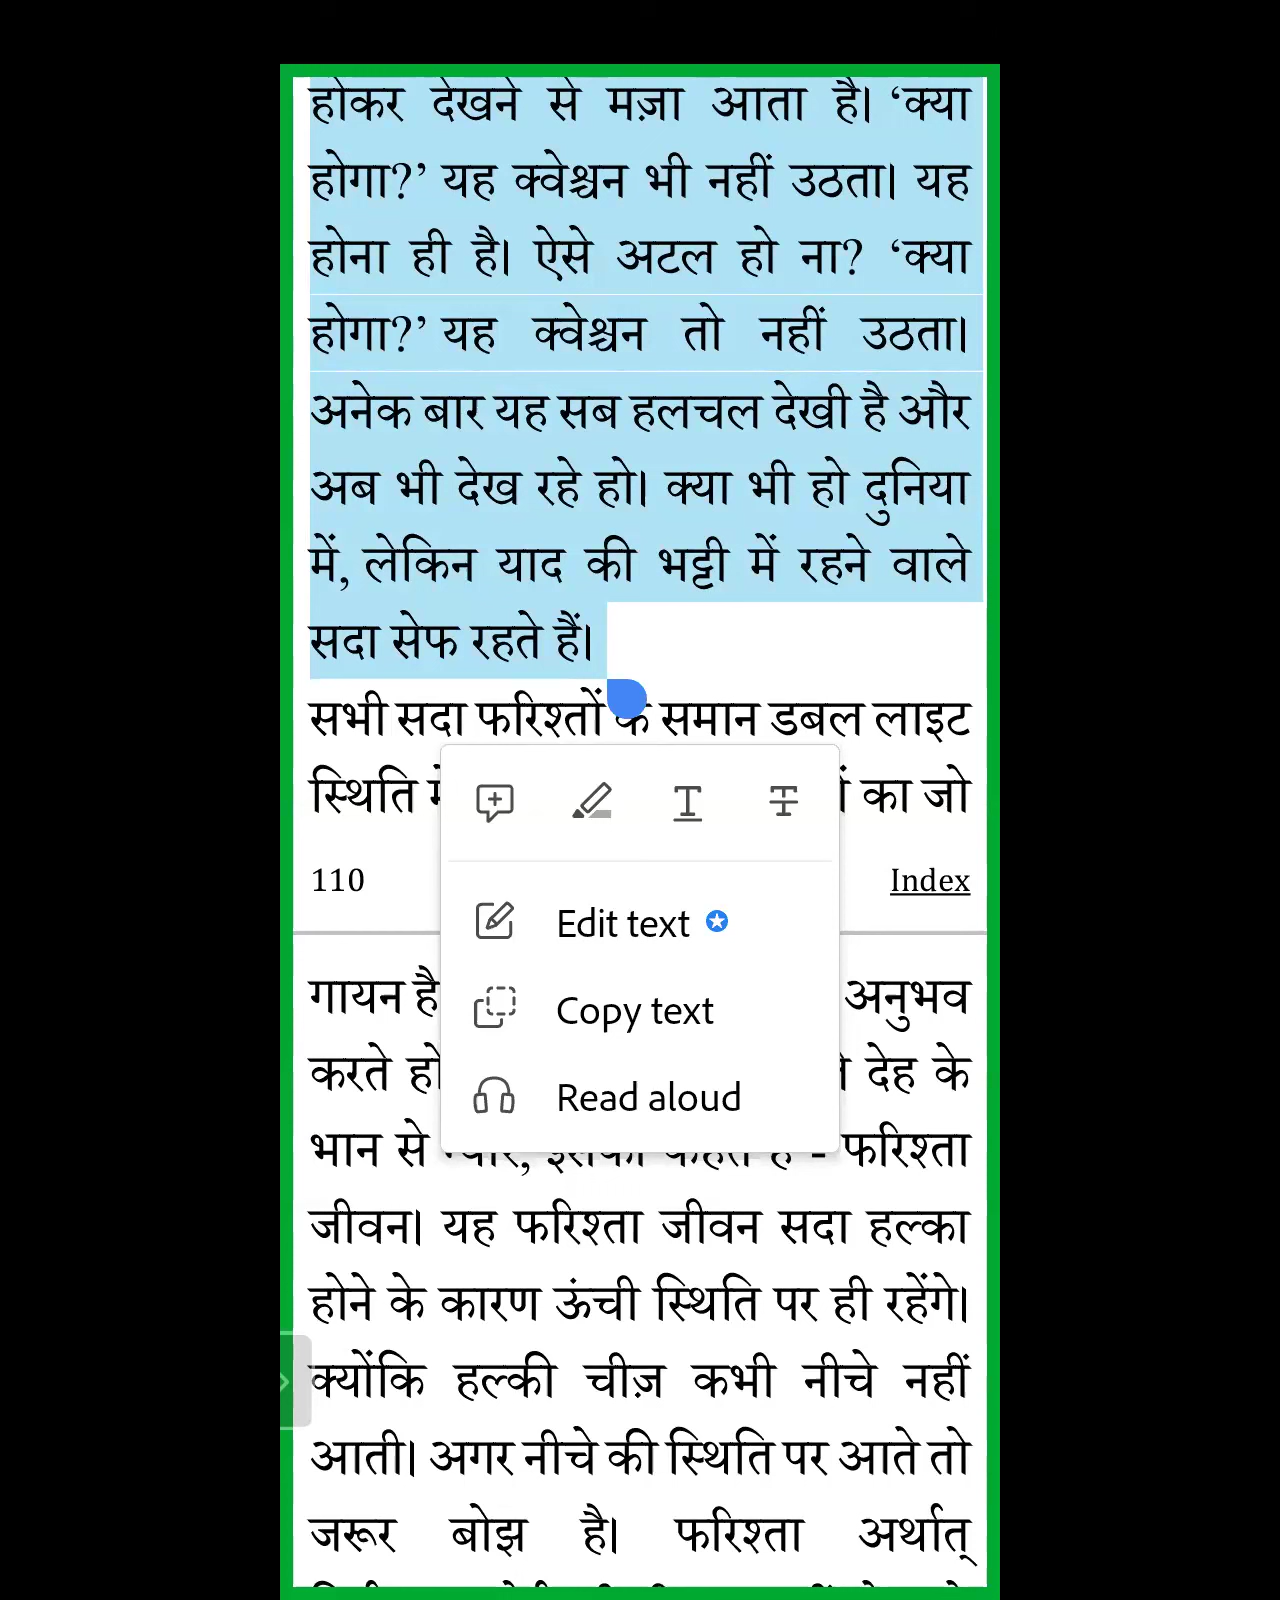 होकर देखने से मज़ा आता है। ‘क्या
होगा?’ यह क्वेश्चन भी नहीं उठता। यह
होना ही है। ऐसे अटल हो ना? ‘क्या
होगा?’ यह क्वेश्चन तो नहीं उठता।
अनेक बार यह सब हलचल देखी है और
अब भी देख रहे हो। क्या भी हो दुनिया
में, लेकिन याद की भट्टी में रहने वाले
सदा सेफ रहते हैं।
सभी सदा फरिश्तों के समान डबल लाइट
स्थिति का जो
110 Index
Edit text
Copy text
Read aloud
गायन है अनुभव
करते हो देह के
भान से फरिश्ता
जीवन। यह फरिश्ता जीवन सदा हल्का
होने के कारण ऊंची स्थिति पर ही रहेंगे।
क्योंकि हल्की चीज़ कभी नीचे नहीं
आती। अगर नीचे की स्थिति पर आते तो
जरूर बोझ है। फरिश्ता अर्थात्